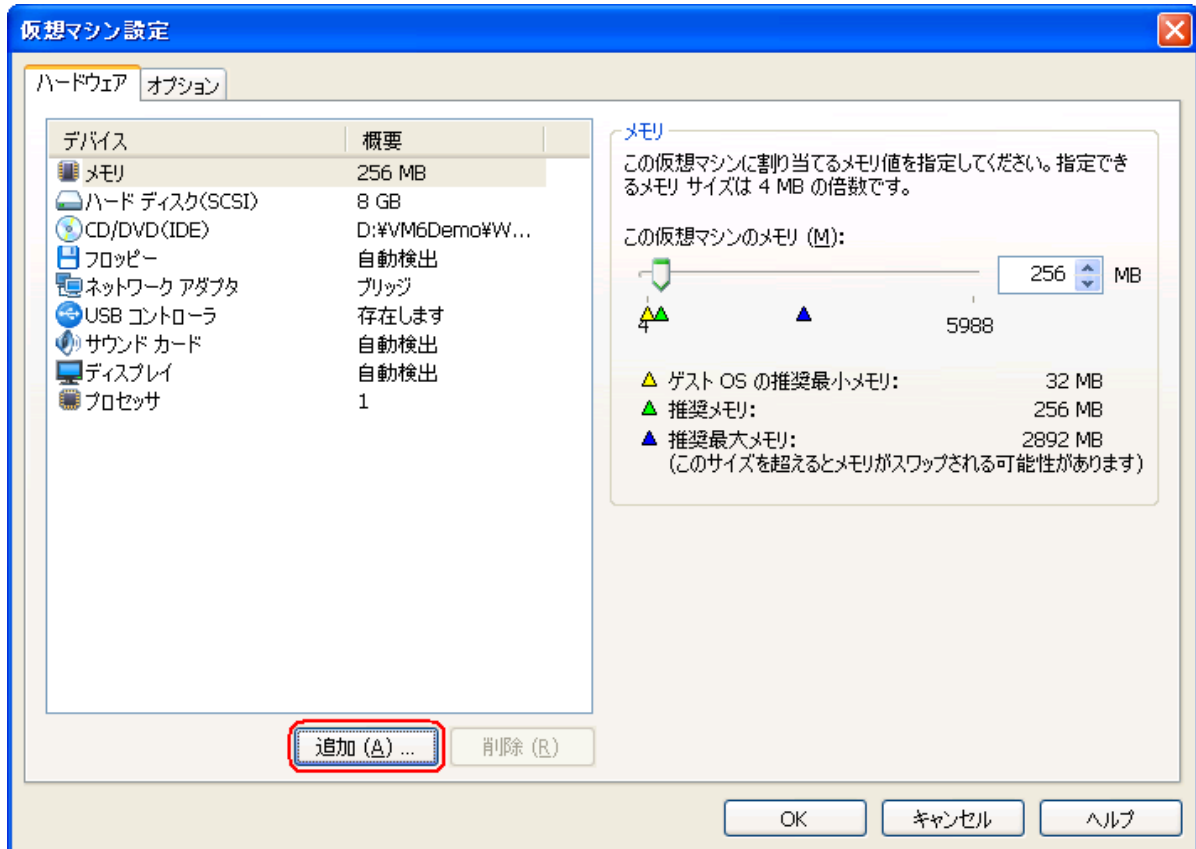 仮想マシン設定
ハードウェア オプション
デバイス 概要
メモリ 256 MB
ハード ディスク(SCSI) 8 GB
CD/DVD(IDE) D:¥VM6Demo¥W...
フロッピー 自動検出
ネットワーク アダプタ ブリッジ
USB コントローラ 存在します
サウンド カード 自動検出
ディスプレイ 自動検出
プロセッサ 1
追加 (A) ... 削除 (R)
メモリ
この仮想マシンに割り当てるメモリ値を指定してください。指定でき
るメモリ サイズは 4 MB の倍数です。
この仮想マシンのメモリ (M):
256 MB
4 5988
ゲスト OS の推奨最小メモリ: 32 MB
推奨メモリ: 256 MB
推奨最大メモリ: 2892 MB
(このサイズを超えるとメモリがスワップされる可能性があります)
OK キャンセル ヘルプ